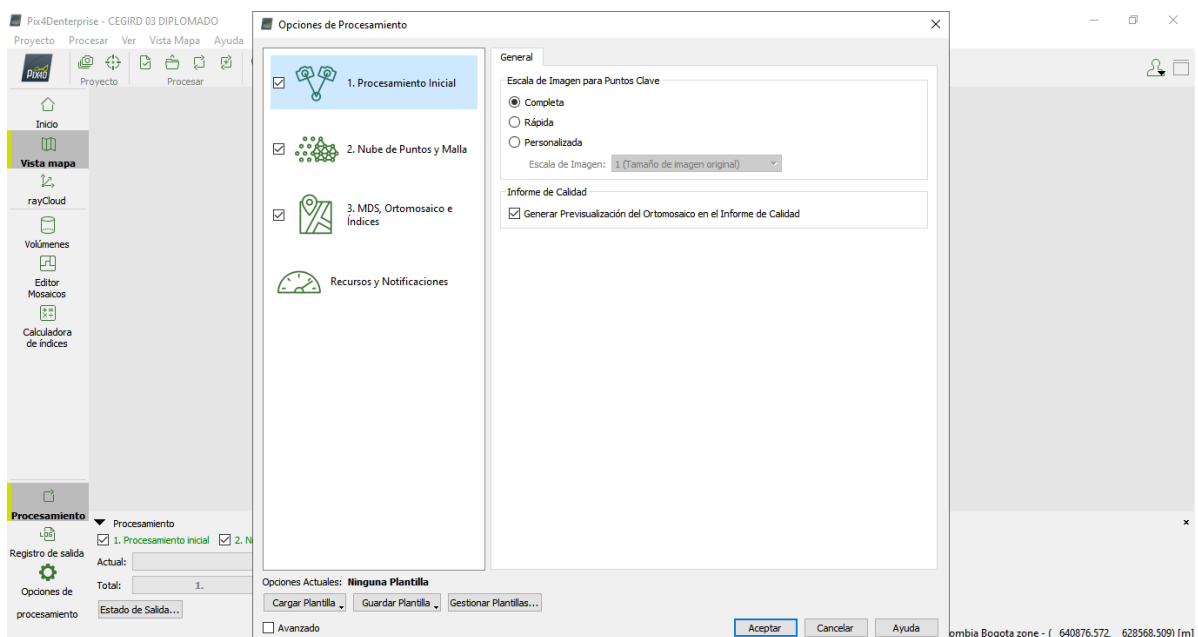 Pix4Denterprise - CEGIRD 03 DIPLOMADO
Proyecto Procesar Ver Vista Mapa Ayuda
PIX4D
Proyecto
Procesar
Inicio
Vista mapa
rayCloud
Volúmenes
Editor
Mosaicos
Calculadora
de índices
Procesamiento
Registro de salida
Opciones de
procesamiento
Procesamiento
1. Procesamiento inicial 2. N
Actual:
Total: 1.
Estado de Salida...
Opciones de Procesamiento
1. Procesamiento Inicial
2. Nube de Puntos y Malla
3. MDS, Ortomosaico e
Índices
Recursos y Notificaciones
General
Escala de Imagen para Puntos Clave
Completa
Rápida
Personalizada
Escala de Imagen: 1 (Tamaño de imagen original)
Informe de Calidad
Generar Previsualización del Ortomosaico en el Informe de Calidad
Opciones Actuales: Ninguna Plantilla
Cargar Plantilla Guardar Plantilla Gestionar Plantillas...
Avanzado
Aceptar Cancelar Ayuda
ombia Bogota zone - ( 640876.572, 628568.509) [m]